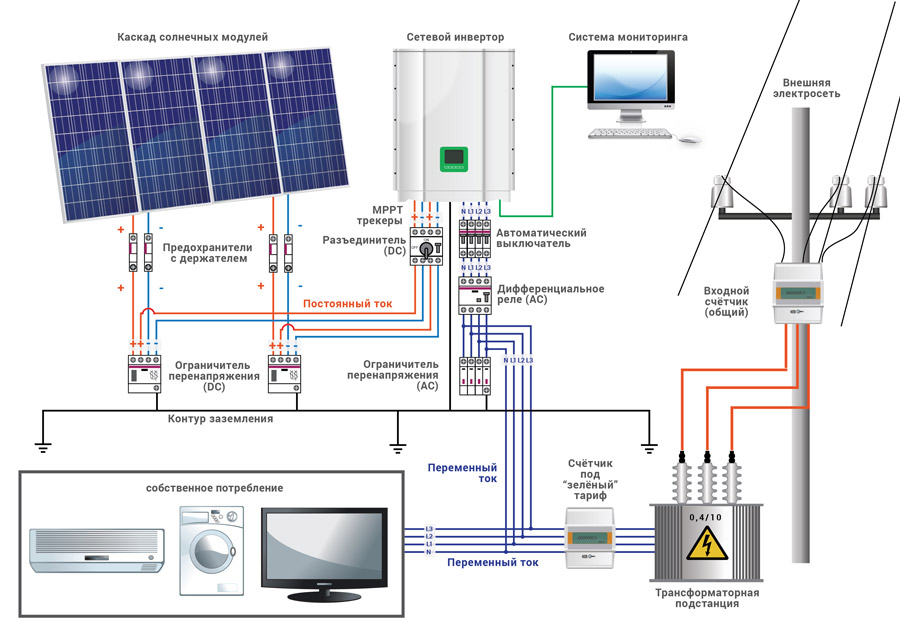 Каскад солнечных модулей
Сетевой инвертор
Система мониторинга
Внешняя
электросеть
MPPT
трекеры
Разъединитель
(DC)
ON
OFF
N L1 L2 L3
Автоматический
выключатель
Предохранители
с держателем
+ -
+ -
+ -
+ -
N L1 L2 L3
Дифференциальное
реле (AC)
Входной
счётчик
(общий)
Постоянный ток
+ + - -
+ + - -
Ограничитель
перенапряжения
(DC)
Ограничитель
перенапряжения
(AC)
N L1 L2 L3
Контур заземления
Переменный
ток
Счётчик
под
“зелёный”
тариф
собственное потребление
L3
L2
L1
N
0,4/10
Переменный ток
Трансформаторная
подстанция